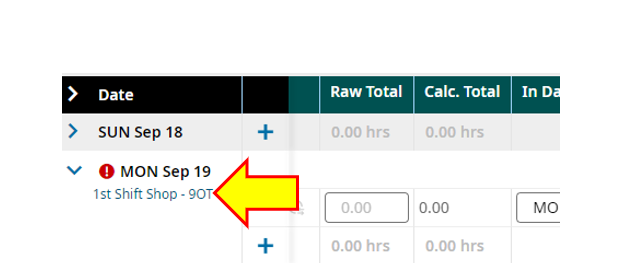 Date Raw Total Calc. Total In Da
SUN Sep 18 + 0.00 hrs 0.00 hrs
MON Sep 19
1st Shift Shop - 9OT
0.00 0.00 MO
+ 0.00 hrs 0.00 hrs